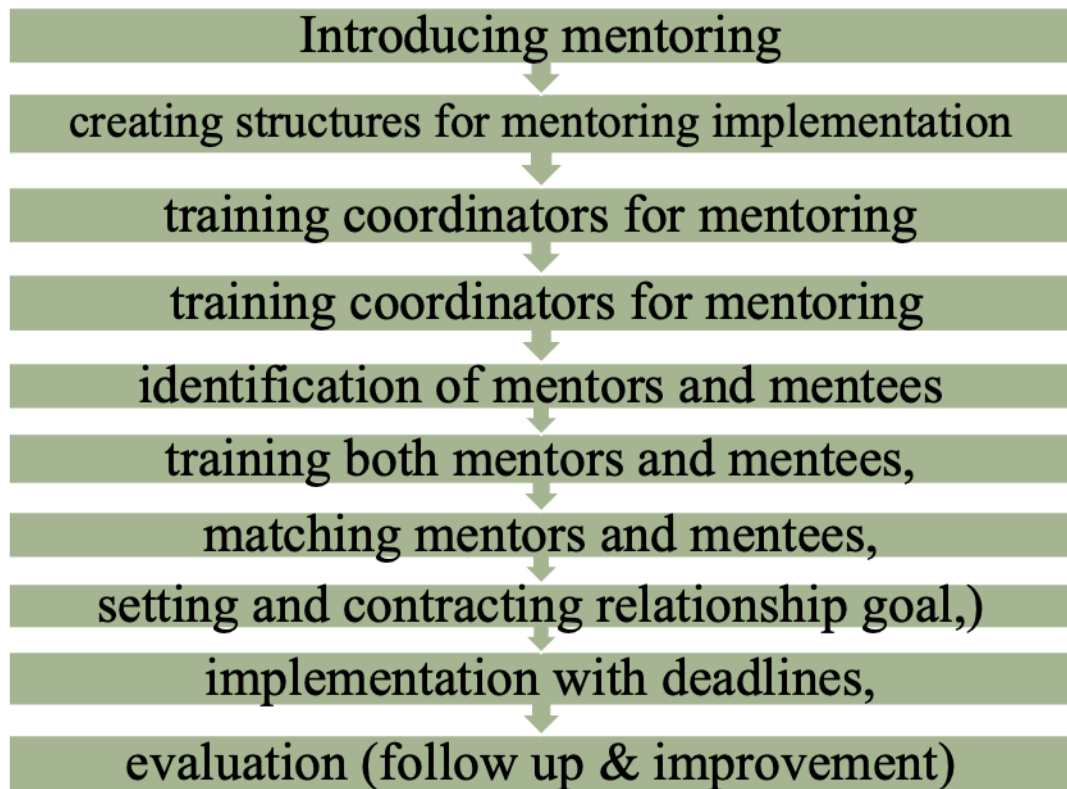 Introducing mentoring
creating structures for mentoring implementation
training coordinators for mentoring
training coordinators for mentoring
identification of mentors and mentees
training both mentors and mentees,
matching mentors and mentees,
setting and contracting relationship goal,)
implementation with deadlines,
evaluation (follow up & improvement)